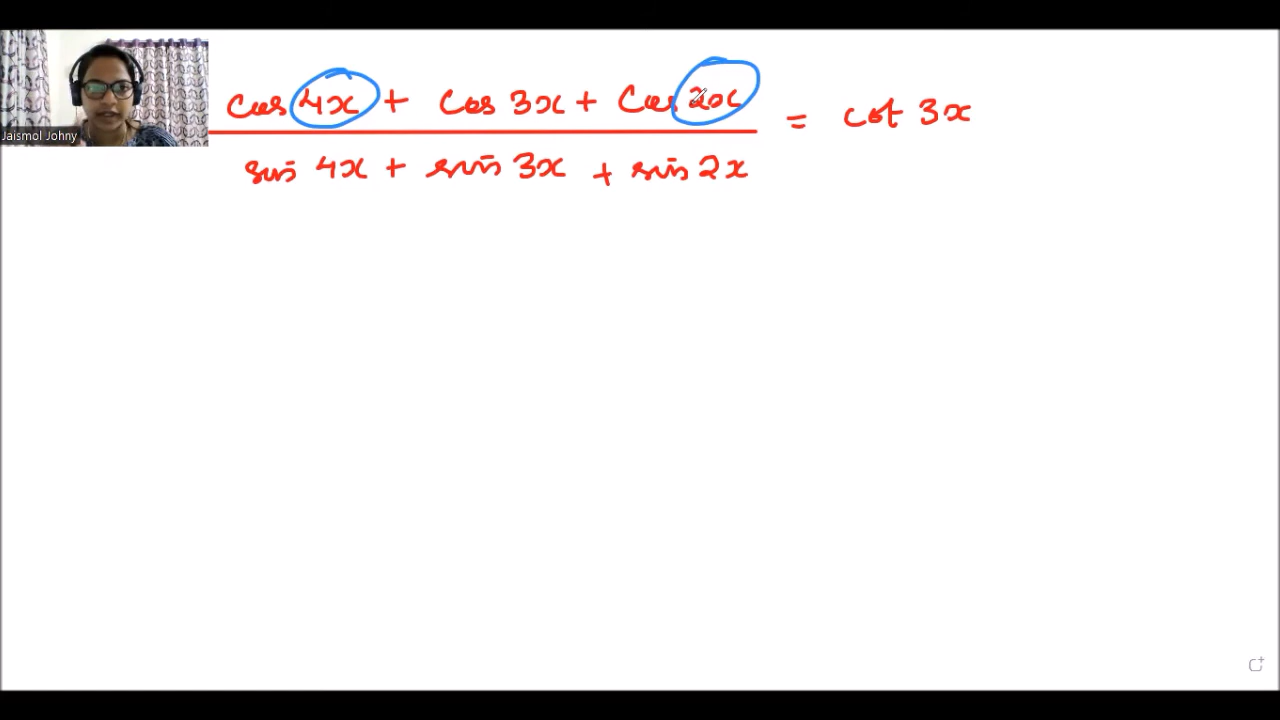 cos 4x + cos 3x + cos 2x = cot 3x
sin 4x + sin 3x + sin 2x
Jaismol Johny